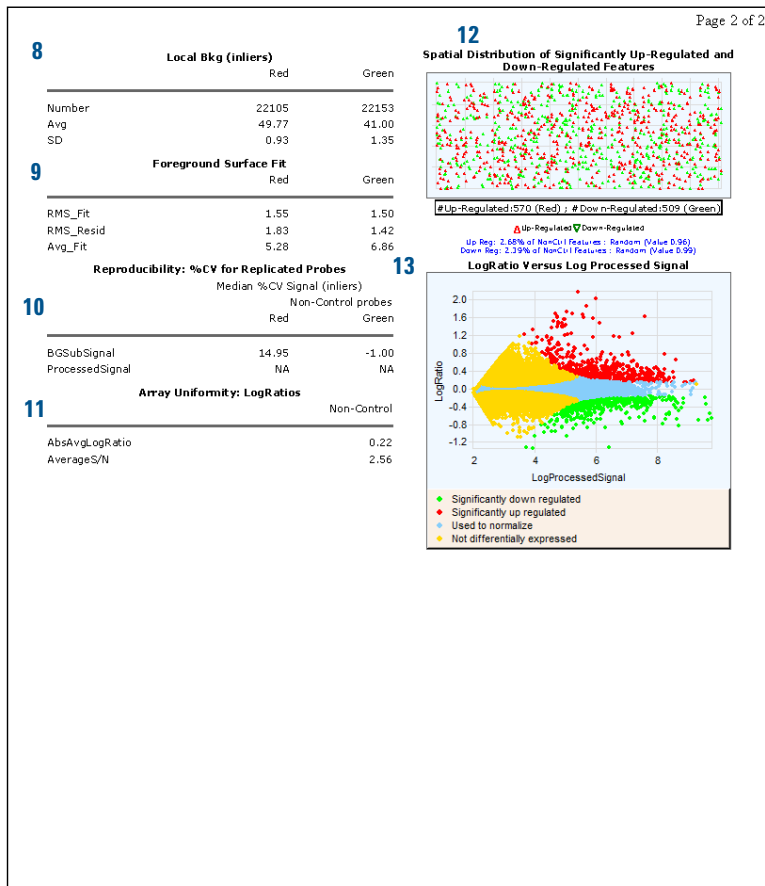 Page 2 of 2
8
Local Bkg (inliers)
Red Green
Number 22105 22153
Avg 49.77 41.00
SD 0.93 1.35
9
Foreground Surface Fit
Red Green
RMS_Fit 1.55 1.50
RMS_Resid 1.83 1.42
Avg_Fit 5.28 6.86
Reproducibility: %CV for Replicated Probes
10
Median %CV Signal (inliers)
Non-Control probes
Red Green
BGSubSignal 14.95 -1.00
ProcessedSignal NA NA
11
Array Uniformity: LogRatios
Non-Control
AbsAvgLogRatio 0.22
AverageS/N 2.56
12
Spatial Distribution of Significantly Up-Regulated and
Down-Regulated Features
#Up-Regulated:570 (Red) ; #Down-Regulated:509 (Green)
Up-Regulated Down-Regulated
Up Reg: 2.68% of NonCtrl Features : Random (Value 0.96)
Down Reg: 2.39% of NonCtrl Features : Random (Value 0.99)
13
LogRatio Versus Log Processed Signal
2.0
1.6
1.2
0.8
0.4
0.0
-0.4
-0.8
-1.2
LogRatio
2 4 6 8
LogProcessedSignal
Significantly down regulated
Significantly up regulated
Used to normalize
Not differentially expressed